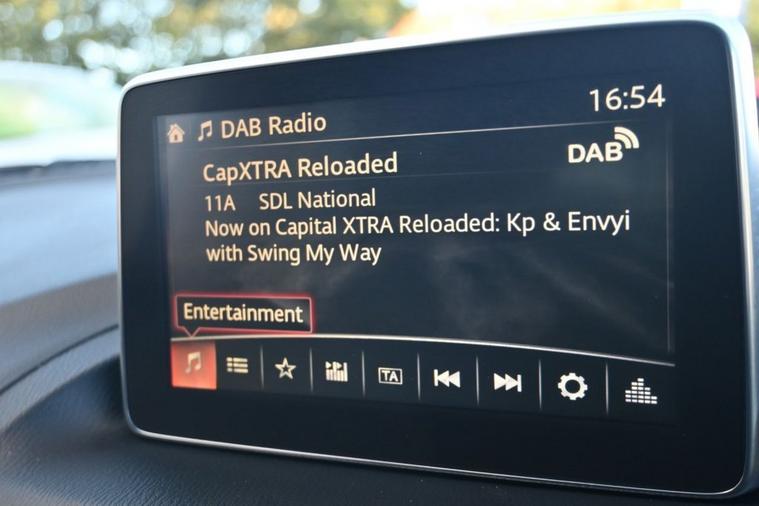 DAB Radio
16:54
CapXTRA Reloaded
DAB
11A SDL National
Now on Capital XTRA Reloaded: Kp & Envyi
with Swing My Way
Entertainment
TA